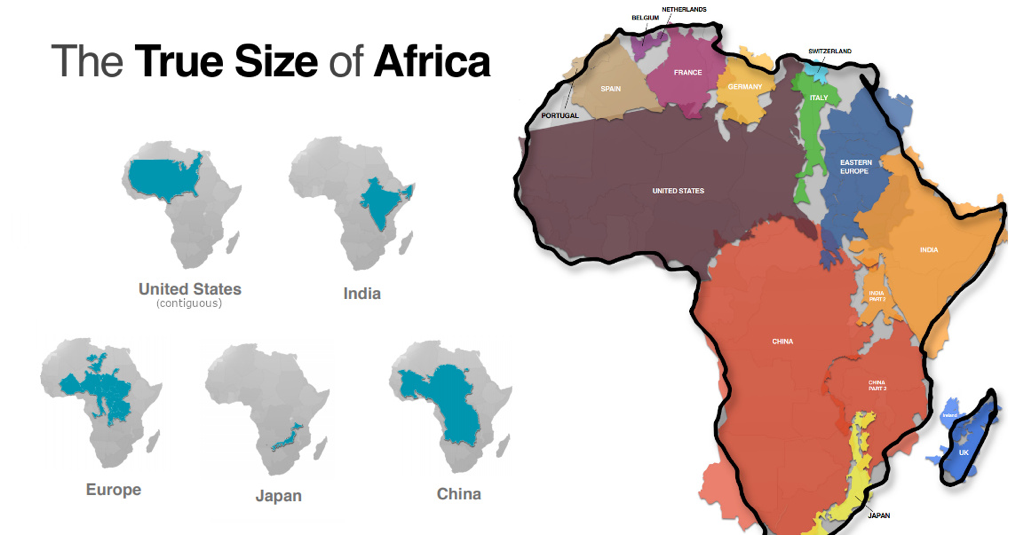 The True Size of Africa
United States
(contiguous)
India
Europe
Japan
China
BELGIUM
NETHERLANDS
SWITZERLAND
PORTUGAL
SPAIN
FRANCE
GERMANY
ITALY
EASTERN
EUROPE
UNITED STATES
INDIA
INDIA
PART 2
CHINA
CHINA
PART 2
Ireland
UK
JAPAN